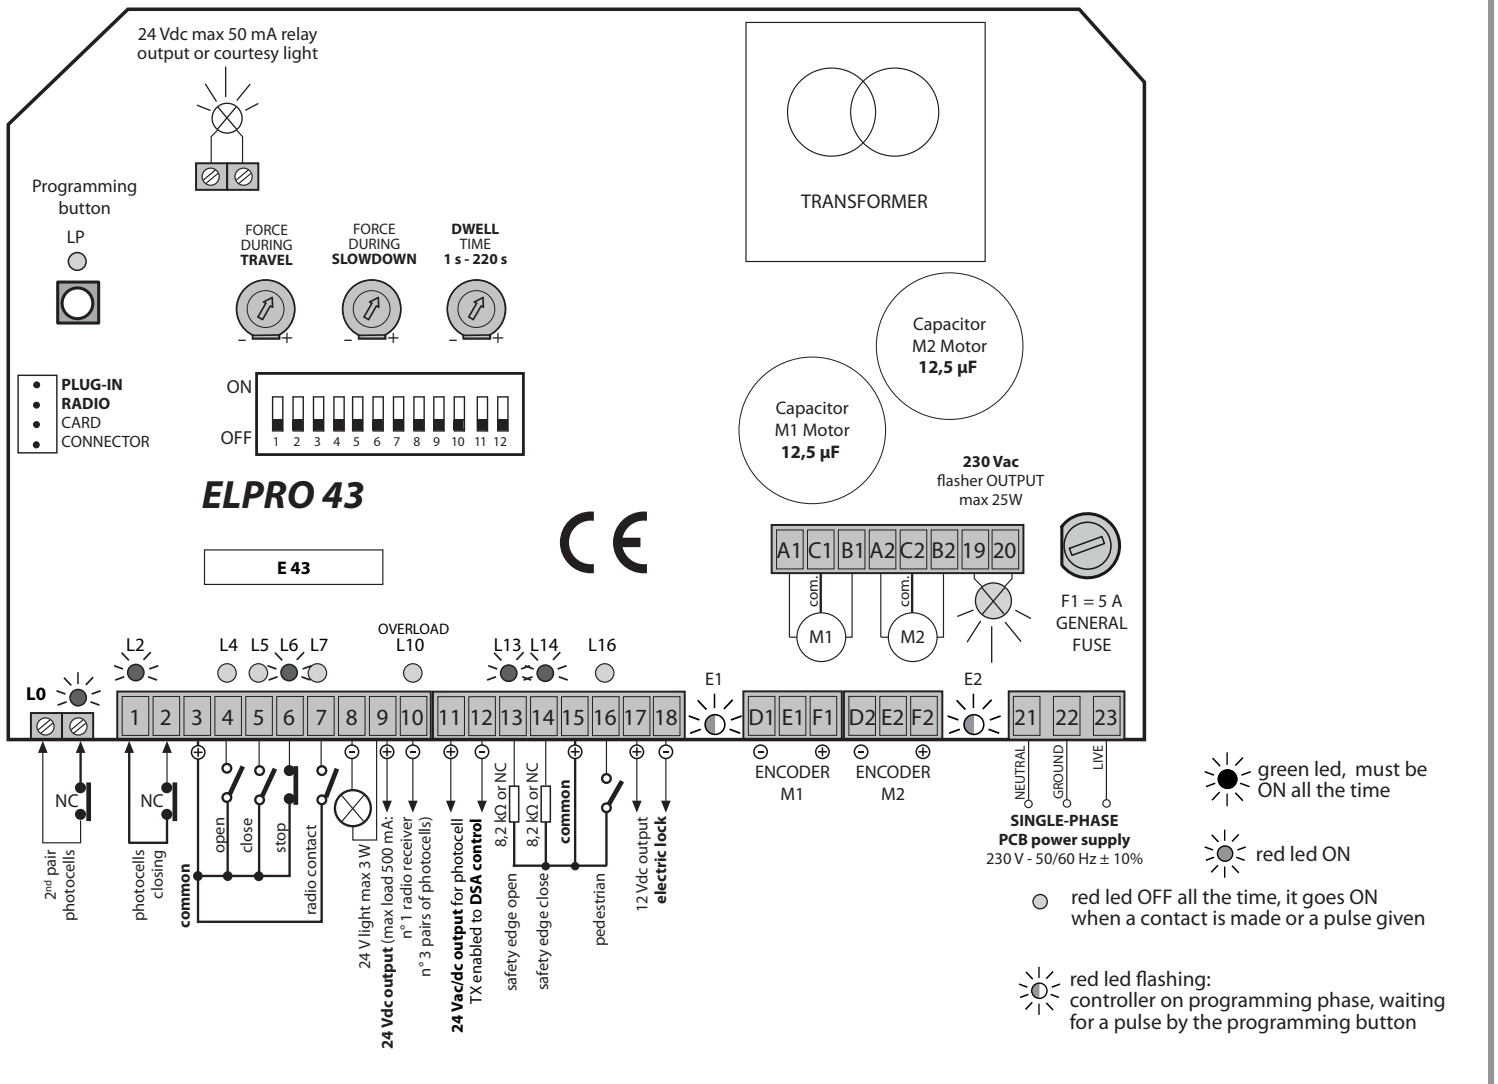 24 Vdc max 50 mA relay
output or courtesy light
TRANSFORMER
Programming
button
LP
FORCE
DURING
TRAVEL
FORCE
DURING
SLOWDOWN
DWELL
TIME
1 s - 220 s
- +
- +
- +
Capacitor
M2 Motor
12,5 µF
Capacitor
M1 Motor
12,5 µF
PLUG-IN
RADIO
CARD
CONNECTOR
ON
OFF
1 2 3 4 5 6 7 8 9 10 11 12
ELPRO 43
CE
E 43
230 Vac
flasher OUTPUT
max 25W
A1 C1 B1 A2 C2 B2 19 20
com.
com.
M1
M2
F1 = 5 A
GENERAL
FUSE
OVERLOAD
L0
L2
L4
L5
L6
L7
L10
L13
L14
L16
E1
E2
1 2 3 4 5 6 7 8 9 10 11 12 13 14 15 16 17 18
D1 E1 F1
D2 E2 F2
21 22 23
+ - + - + - + + -
- +
ENCODER
M1
- +
ENCODER
M2
NEUTRAL
GROUND
LIVE
SINGLE-PHASE
PCB power supply
230 V - 50/60 Hz ± 10%
NC
2nd pair
photocells
NC
photocells
closing
common
open
close
stop
radio contact
24 V light max 3 W
24 Vdc output (max load 500 mA:
n° 1 radio receiver
n° 3 pairs of photocells)
24 Vac/dc output for photocell
TX enabled to DSA control
8,2 kΩ or NC
safety edge open
8,2 kΩ or NC
safety edge close
common
pedestrian
12 Vdc output
electric lock
green led, must be
ON all the time
red led ON
red led OFF all the time, it goes ON
when a contact is made or a pulse given
red led flashing:
controller on programming phase, waiting
for a pulse by the programming button